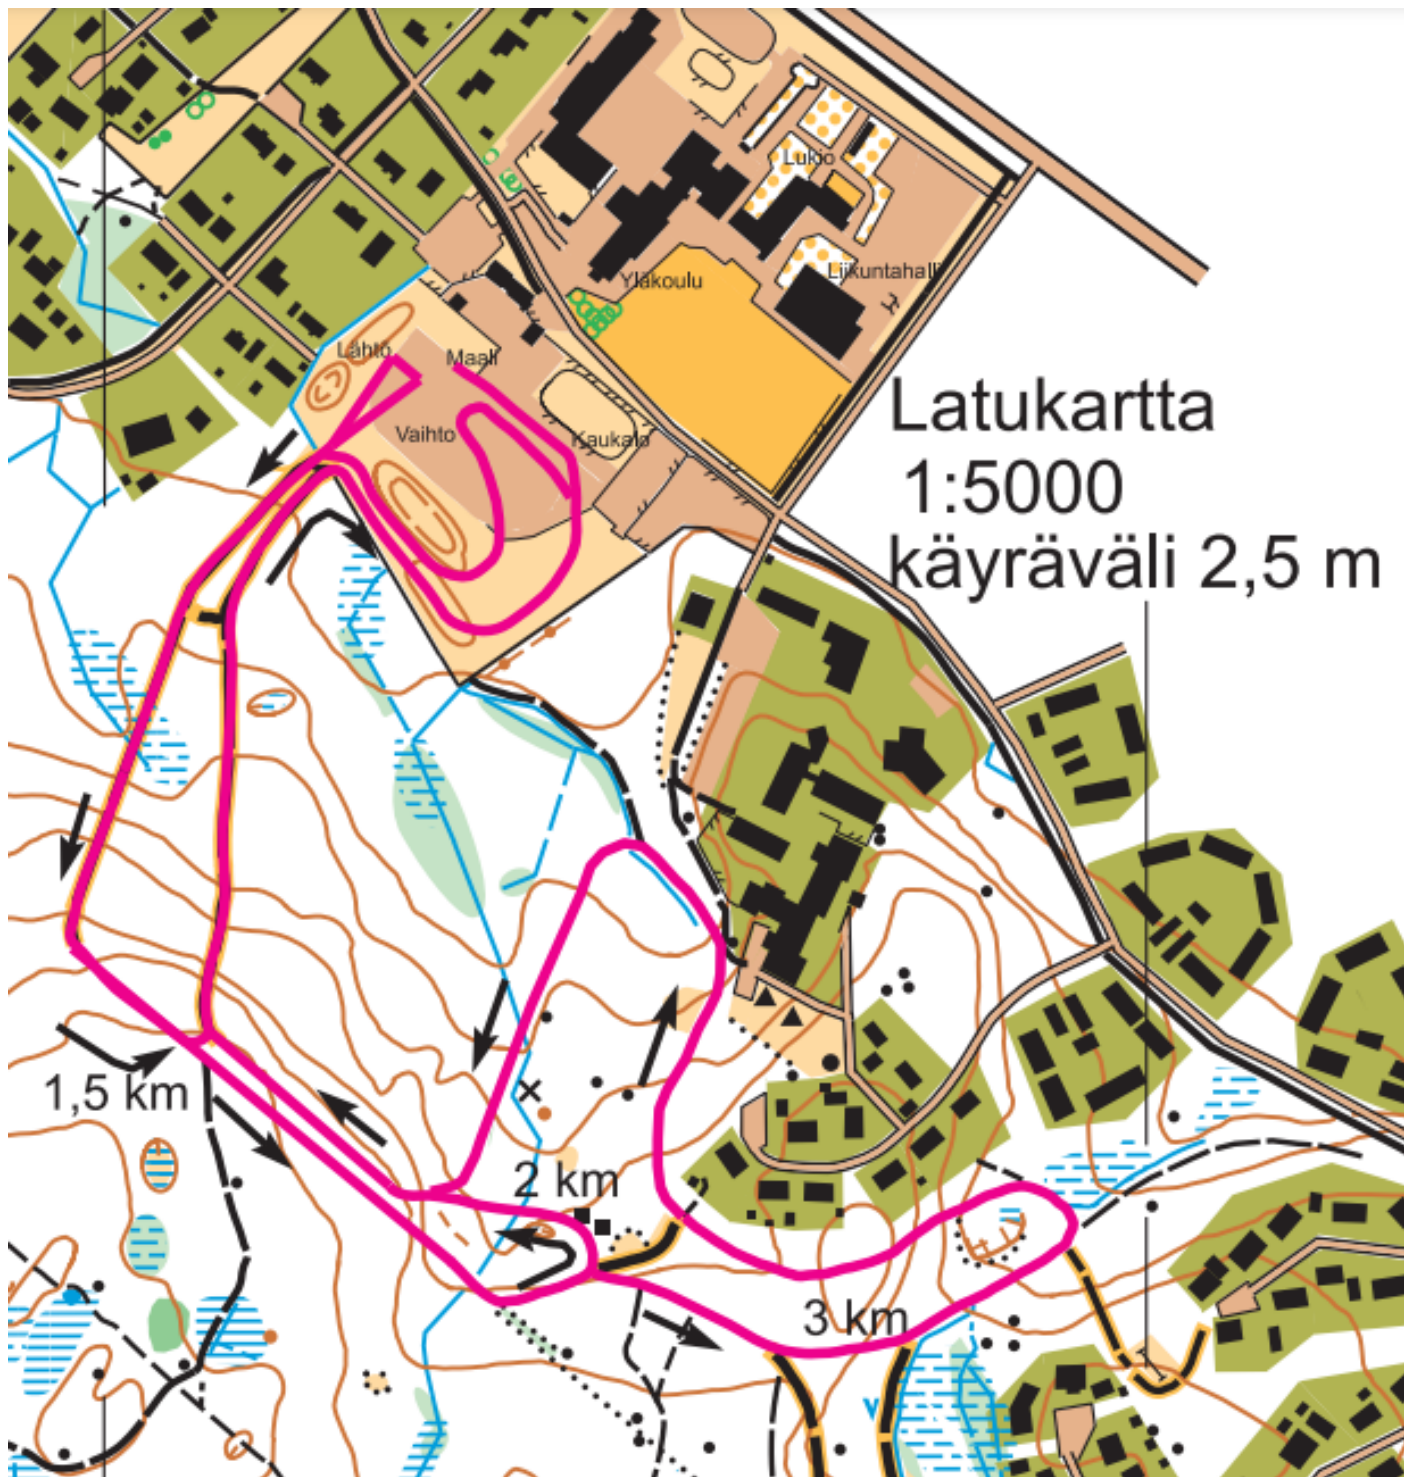 Lukio
Liikuntahalli
Yläkoulu
Lähtö
Maali
Vaihto
Kaukalo
Latukartta
1:5000
käyräväli 2,5 m
1,5 km
2 km
3 km